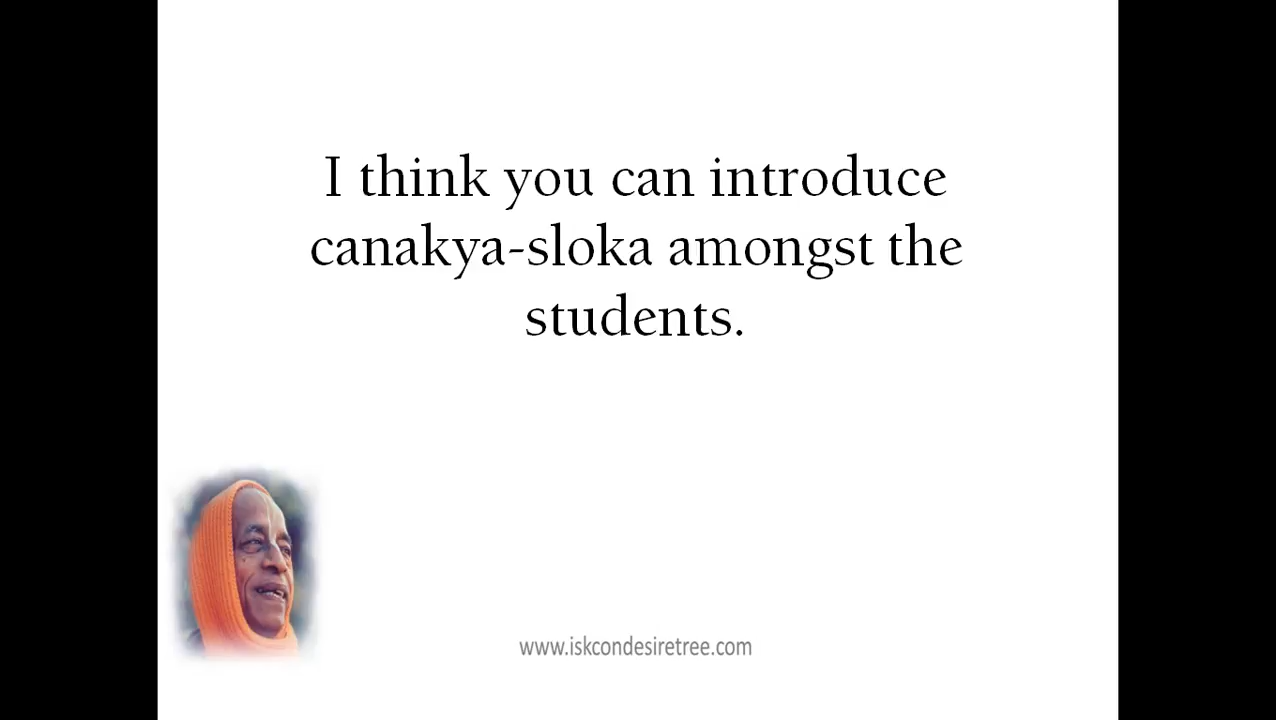 I think you can introduce
canakya-sloka amongst the
students.
www.iskcondesiretree.com